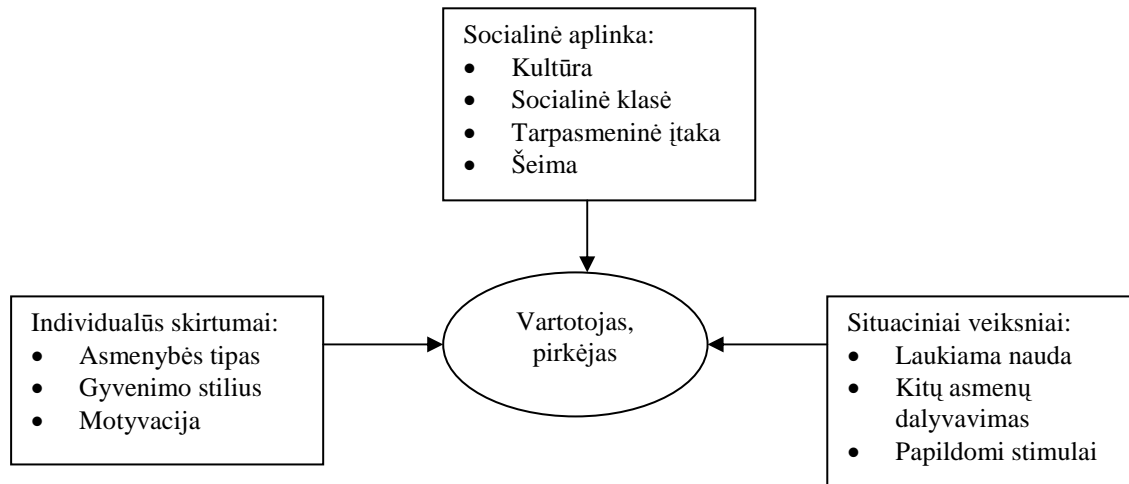 Socialinė aplinka:
• Kultūra
• Socialinė klasė
• Tarpasmeninė įtaka
• Šeima
Individualūs skirtumai:
• Asmenybės tipas
• Gyvenimo stilius
• Motyvacija
Vartotojas,
pirkėjas
Situaciniai veiksniai:
• Laukiama nauda
• Kitų asmenų
dalyvavimas
• Papildomi stimulai